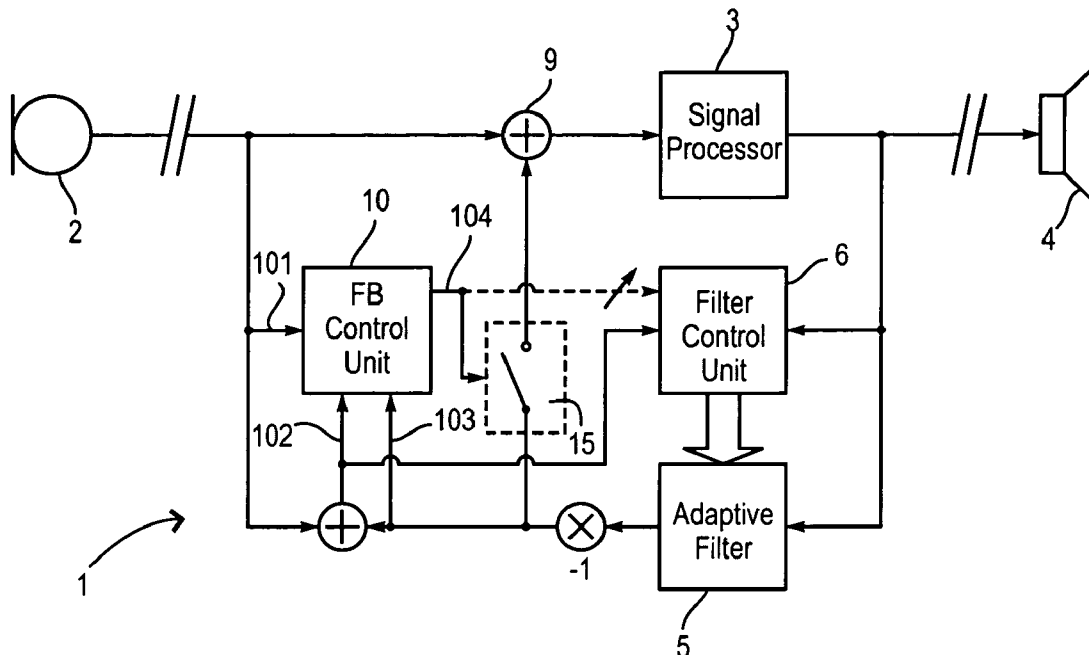 3
9
Signal
Processor
2
10
104
4
6
101
FB
Control
Unit
Filter
Control
Unit
102
103
15
Adaptive
Filter
1
-1
5